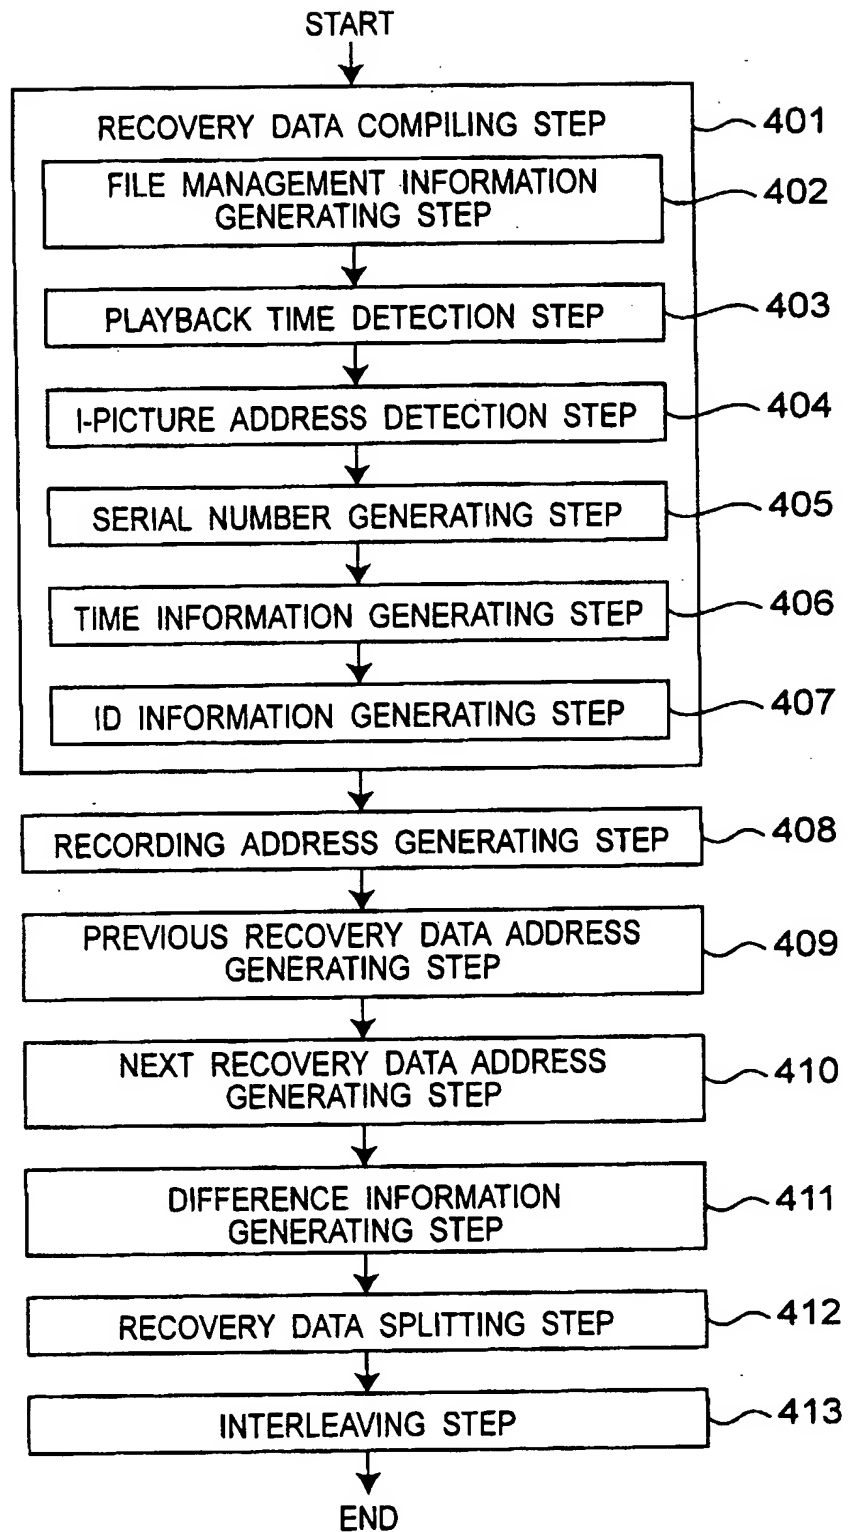 START
RECOVERY DATA COMPILING STEP
401
FILE MANAGEMENT INFORMATION
GENERATING STEP
402
PLAYBACK TIME DETECTION STEP
403
I-PICTURE ADDRESS DETECTION STEP
404
SERIAL NUMBER GENERATING STEP
405
TIME INFORMATION GENERATING STEP
406
ID INFORMATION GENERATING STEP
407
RECORDING ADDRESS GENERATING STEP
408
PREVIOUS RECOVERY DATA ADDRESS
GENERATING STEP
409
NEXT RECOVERY DATA ADDRESS
GENERATING STEP
410
DIFFERENCE INFORMATION
GENERATING STEP
411
RECOVERY DATA SPLITTING STEP
412
INTERLEAVING STEP
413
END